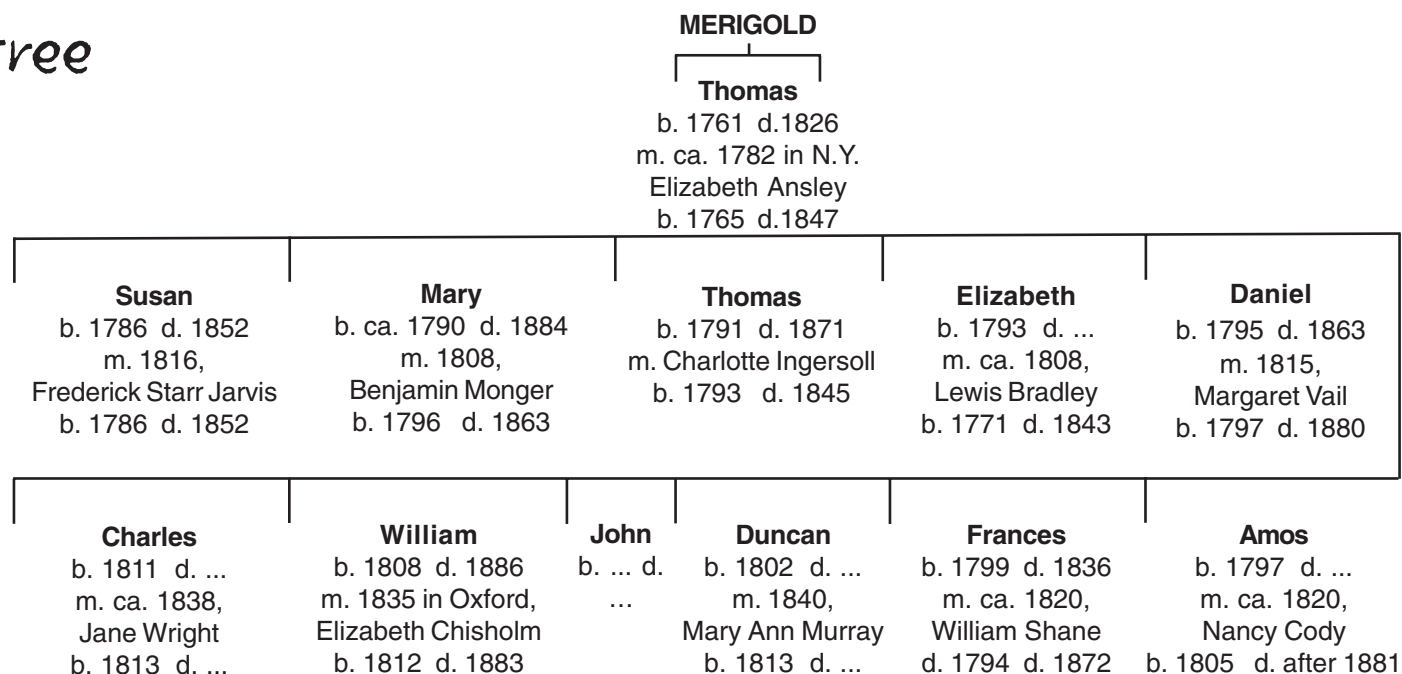 Tree
MERIGOLD
Thomas
b. 1761 d.1826
m. ca. 1782 in N.Y.
Elizabeth Ansley
b. 1765 d.1847
Susan
b. 1786 d. 1852
m. 1816,
Frederick Starr Jarvis
b. 1786 d. 1852
Mary
b. ca. 1790 d. 1884
m. 1808,
Benjamin Monger
b. 1796 d. 1863
Thomas
b. 1791 d. 1871
m. Charlotte Ingersoll
b. 1793 d. 1845
Elizabeth
b. 1793 d. ...
m. ca. 1808,
Lewis Bradley
b. 1771 d. 1843
Daniel
b. 1795 d. 1863
m. 1815,
Margaret Vail
b. 1797 d. 1880
Charles
b. 1811 d. ...
m. ca. 1838,
Jane Wright
b. 1813 d. ...
William
b. 1808 d. 1886
m. 1835 in Oxford,
Elizabeth Chisholm
b. 1812 d. 1883
John
b. ... d.
...
Duncan
b. 1802 d. ...
m. 1840,
Mary Ann Murray
b. 1813 d. ...
Frances
b. 1799 d. 1836
m. ca. 1820,
William Shane
d. 1794 d. 1872
Amos
b. 1797 d. ...
m. ca. 1820,
Nancy Cody
b. 1805 d. after 1881